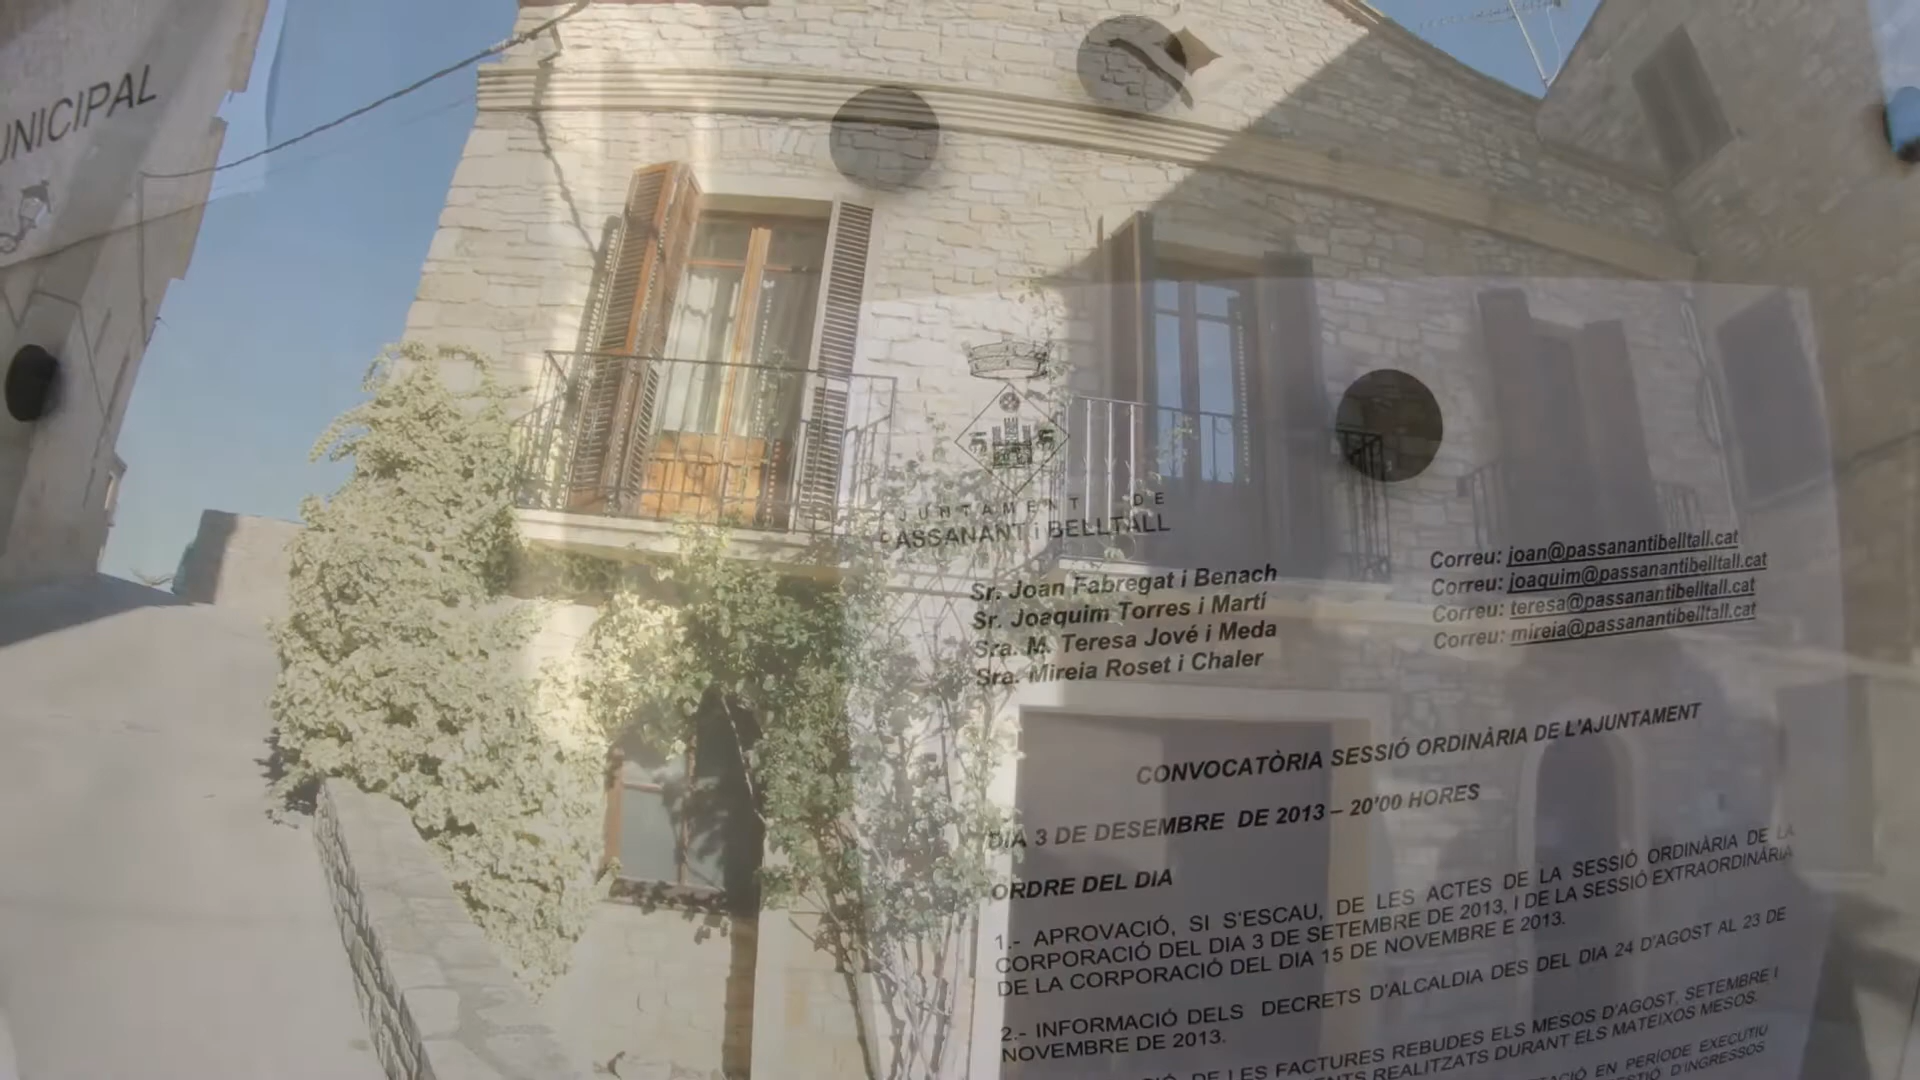 UNICIPAL
AJUNTAMENT DE
PASSANANT i BELLTALL
Sr. Joan Fabregat i Benach
Sr. Joaquim Torres i Martí
Sra. M. Teresa Jové i Meda
Sra. Mireia Roset i Chaler
Correu: joan@passanantibelltall.cat
Correu: joaquim@passanantibelltall.cat
Correu: teresa@passanantibelltall.cat
Correu: mireia@passanantibelltall.cat
CONVOCATÒRIA SESSIÓ ORDINÀRIA DE L'AJUNTAMENT
DIA 3 DE DESEMBRE DE 2013 – 20'00 HORES
ORDRE DEL DIA
1.- APROVACIÓ, SI S'ESCAU, DE LES ACTES DE LA SESSIÓ ORDINÀRIA DE LA
CORPORACIÓ DEL DIA 3 DE SETEMBRE DE 2013, I DE LA SESSIÓ EXTRAORDINÀRIA
DE LA CORPORACIÓ DEL DIA 15 DE NOVEMBRE E 2013.
2.- INFORMACIÓ DELS DECRETS D'ALCALDIA DES DEL DIA 24 D'AGOST AL 23 DE
NOVEMBRE DE 2013.
DE LES FACTURES REBUDES ELS MESOS D'AGOST, SETEMBRE I
REALITZATS DURANT ELS MATEIXOS MESOS.
EN PERÍODE EXECUTIU
D'INGRESSOS